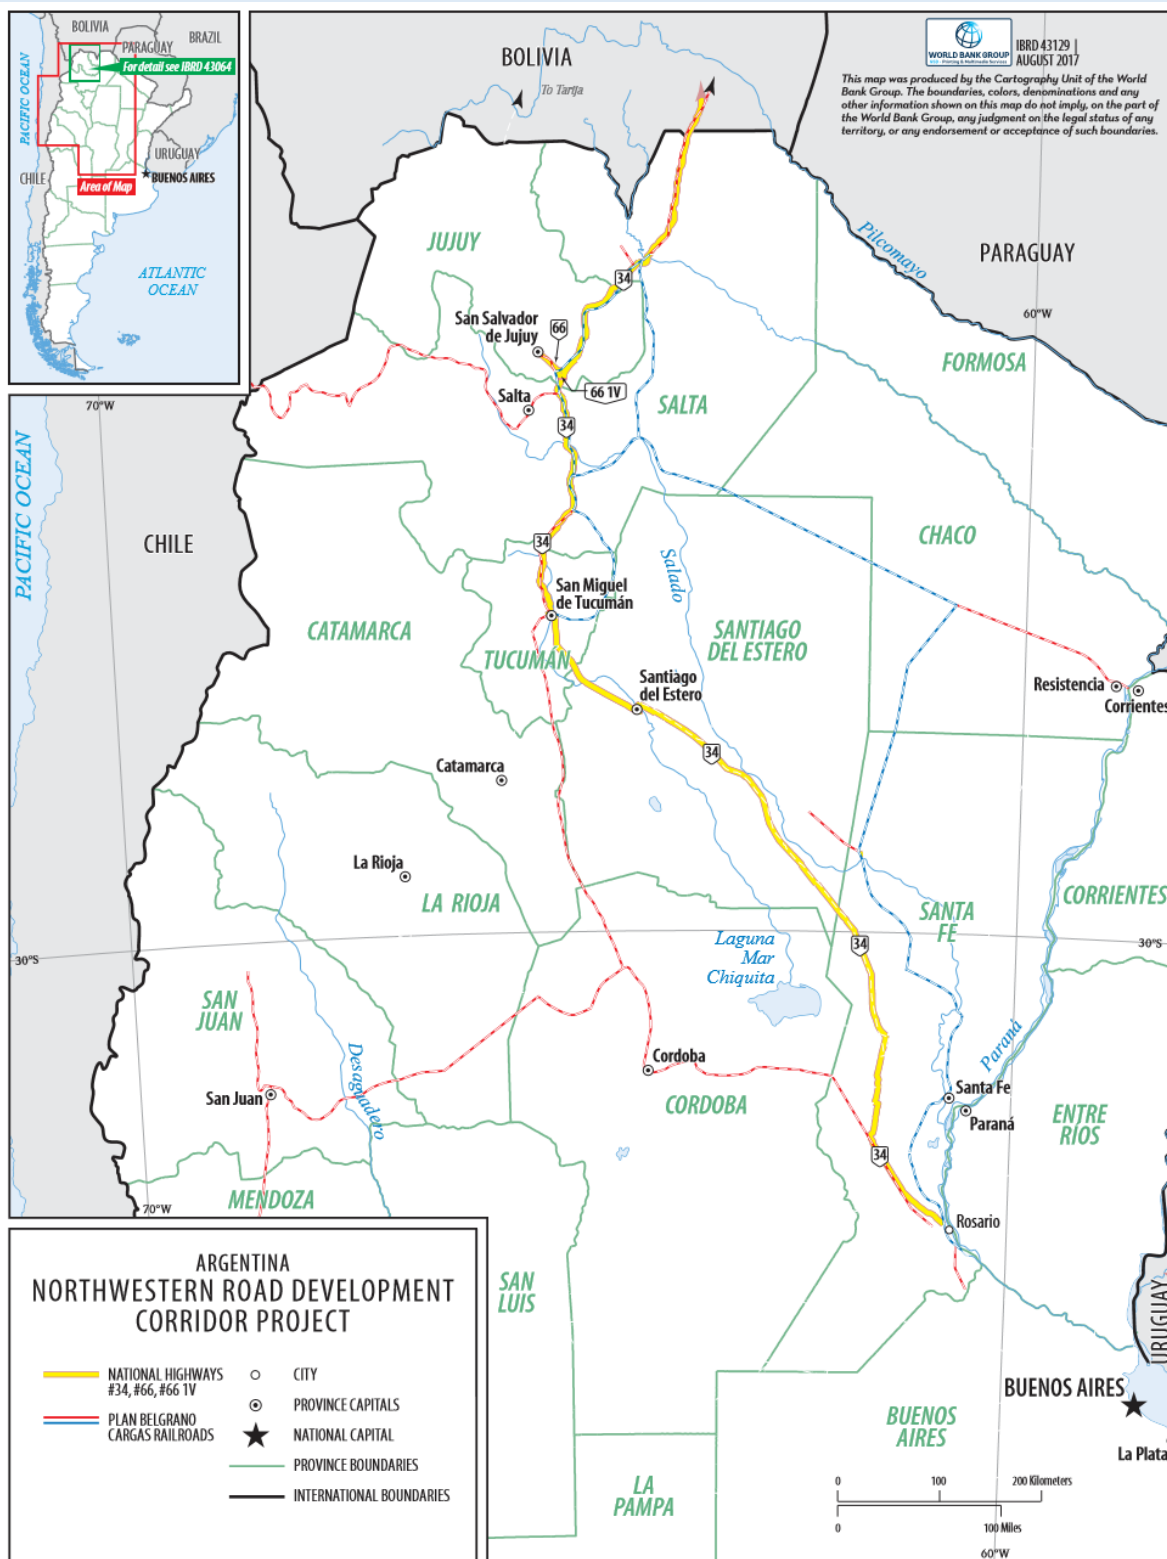 BOLIVIA
BRAZIL
PARAGUAY
For detail see IBRD 43064
PACIFIC OCEAN
URUGUAY
CHILE
BUENOS AIRES
Area of Map
ATLANTIC
OCEAN
WORLD BANK GROUP
Printing & Multimedia Services
IBRD 43129 |
AUGUST 2017
This map was produced by the Cartography Unit of the World
Bank Group. The boundaries, colors, denominations and any
other information shown on this map do not imply, on the part of
the World Bank Group, any judgment on the legal status of any
territory, or any endorsement or acceptance of such boundaries.
BOLIVIA
To Tarija
JUJUY
Pilcomayo
PARAGUAY
34
60°W
San Salvador
de Jujuy
66
FORMOSA
66 1V
Salta
SALTA
70°W
34
PACIFIC OCEAN
CHILE
34
CHACO
Salado
San Miguel
de Tucumán
CATAMARCA
SANTIAGO
DEL ESTERO
TUCUMÁN
Santiago
del Estero
Resistencia
Corrientes
34
Catamarca
La Rioja
LA RIOJA
CORRIENTES
SANTA
FE
34
Laguna
Mar
Chiquita
30°S
30°S
SAN
JUAN
Paraná
Desaguadero
Cordoba
San Juan
CORDOBA
Santa Fe
Paraná
ENTRE
RIOS
34
MENDOZA
70°W
Rosario
ARGENTINA
NORTHWESTERN ROAD DEVELOPMENT
CORRIDOR PROJECT
NATIONAL HIGHWAYS
#34, #66, #66 1V
PLAN BELGRANO
CARGAS RAILROADS
CITY
PROVINCE CAPITALS
NATIONAL CAPITAL
PROVINCE BOUNDARIES
INTERNATIONAL BOUNDARIES
SAN
LUIS
URUGUAY
BUENOS AIRES
BUENOS
AIRES
La Plata
LA
PAMPA
0 100 200 Kilometers
0 100 Miles
60°W